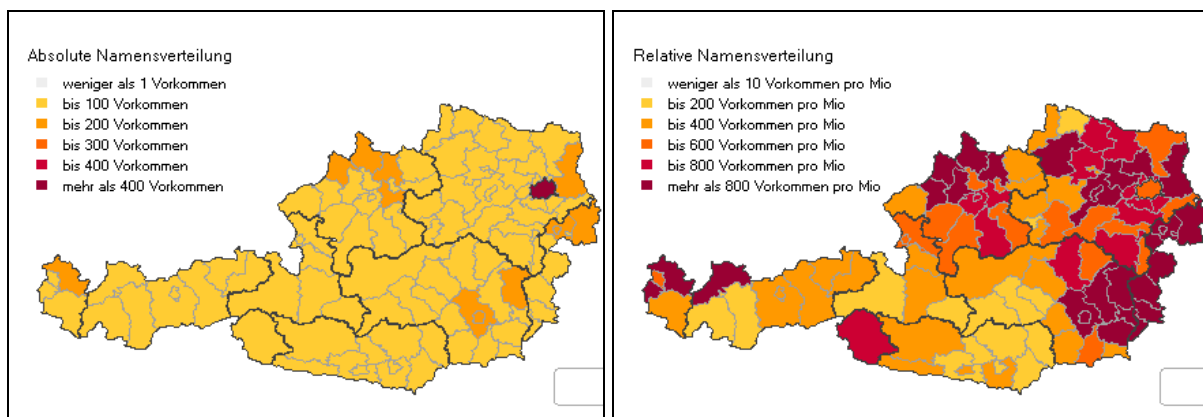 Absolute Namensverteilung
weniger als 1 Vorkommen
bis 100 Vorkommen
bis 200 Vorkommen
bis 300 Vorkommen
bis 400 Vorkommen
mehr als 400 Vorkommen
Relative Namensverteilung
weniger als 10 Vorkommen pro Mio
bis 200 Vorkommen pro Mio
bis 400 Vorkommen pro Mio
bis 600 Vorkommen pro Mio
bis 800 Vorkommen pro Mio
mehr als 800 Vorkommen pro Mio